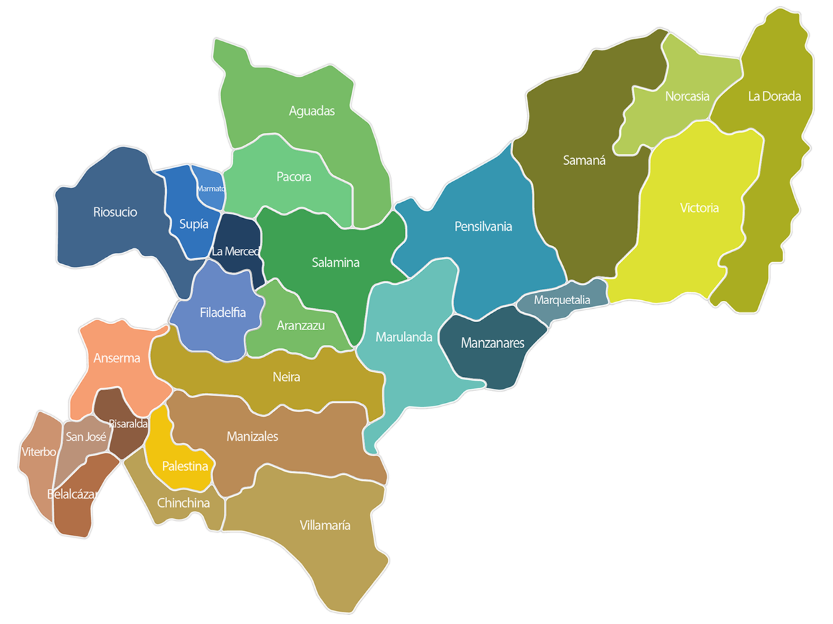 La Dorada
Norcasia
Aguadas
Samaná
Pacora
Marmato
Victoria
Riosucio
Supía
Pensilvania
La Merced
Salamina
Marquetalia
Filadelfia
Aranzazu
Marulanda
Manzanares
Anserma
Neira
Risaralda
San José
Manizales
Viterbo
Palestina
Belalcázar
Chinchina
Villamaría